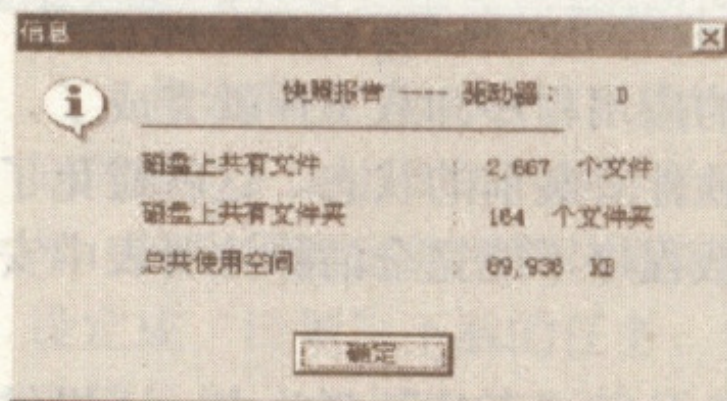 信息
快照报告 ---- 驱动器： D
磁盘上共有文件 : 2,667 个文件
磁盘上共有文件夹 : 164 个文件夹
总共使用空间 69,936 KB
确定